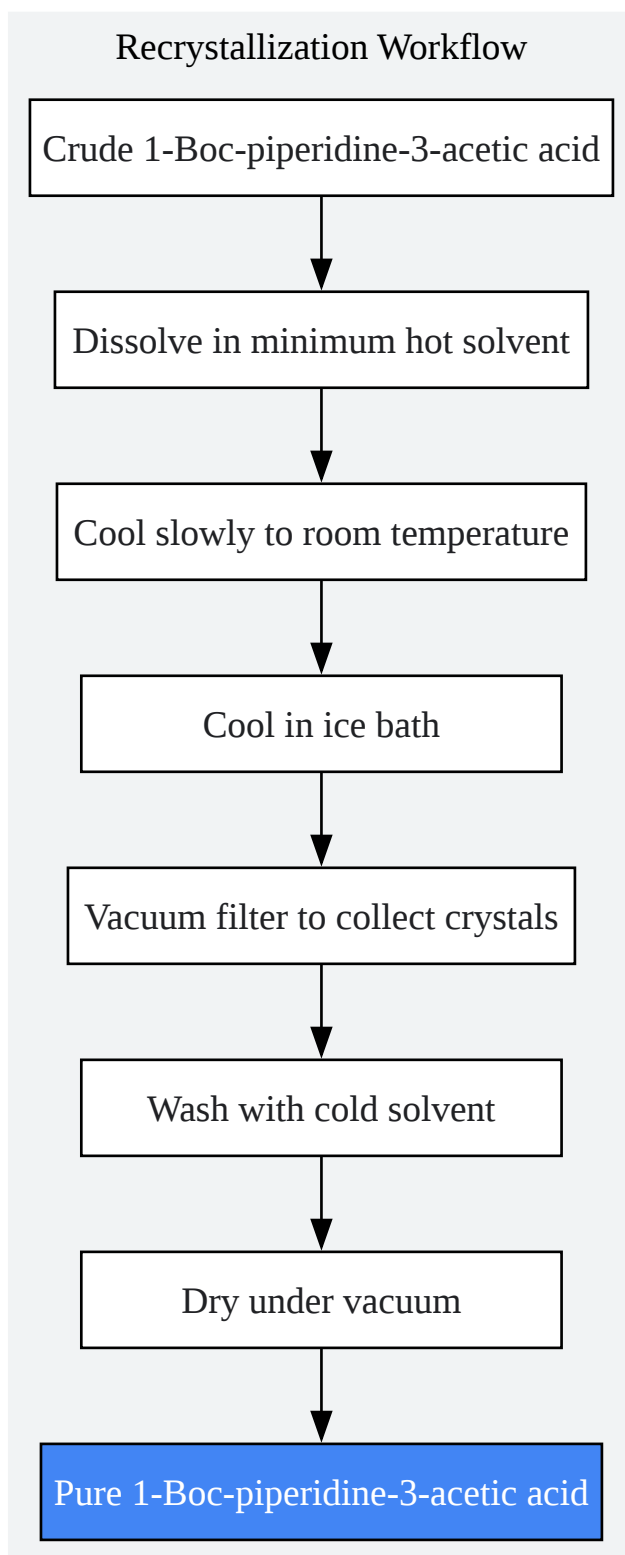 Recrystallization Workflow
Crude 1-Boc-piperidine-3-acetic acid
Dissolve in minimum hot solvent
Cool slowly to room temperature
Cool in ice bath
Vacuum filter to collect crystals
Wash with cold solvent
Dry under vacuum
Pure 1-Boc-piperidine-3-acetic acid